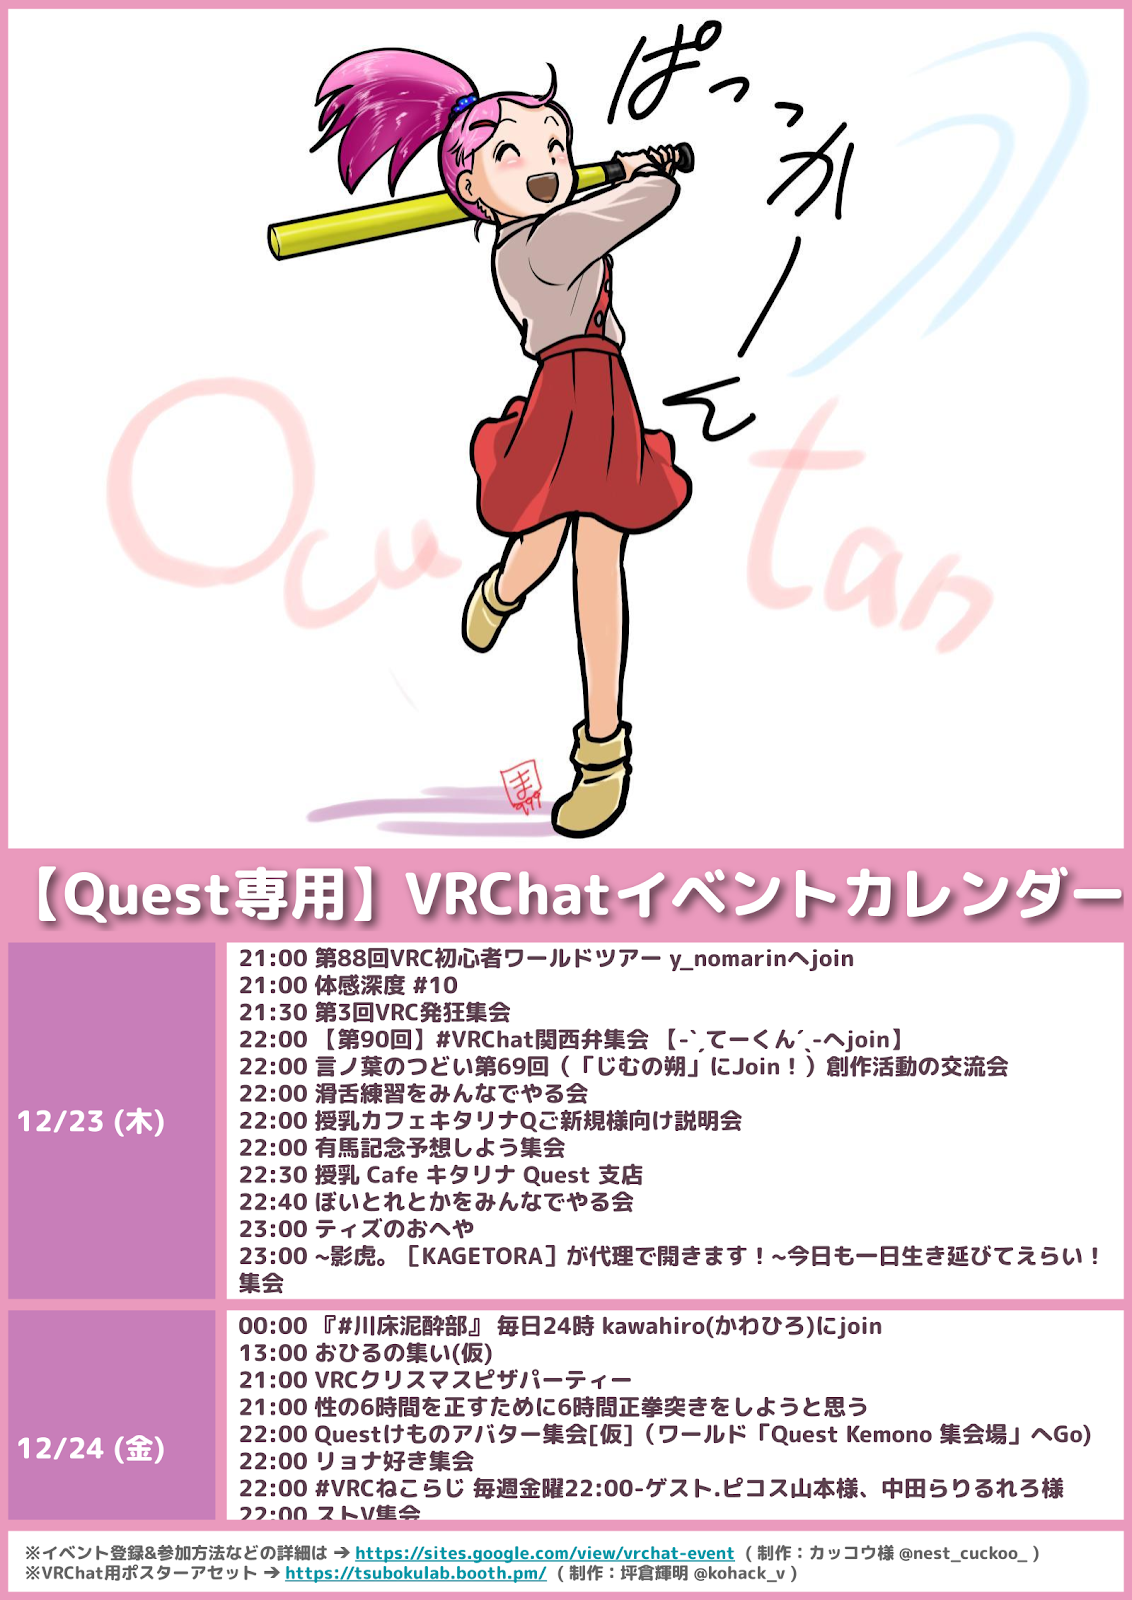 ぱっっかーん
Ocu tan
ま
999
【Quest専用】VRChatイベントカレンダー
12/23 (木)
21:00 第88回VRC初心者ワールドツアー y_nomarinへjoin
21:00 体感深度 #10
21:30 第3回VRC発狂集会
22:00 【第90回】#VRChat関西弁集会 【-`ˏてーくん´ˎ-へjoin】
22:00 言ノ葉のつどい第69回（「じむの朔」にJoin！）創作活動の交流会
22:00 滑舌練習をみんなでやる会
22:00 授乳カフェキタリナQご新規様向け説明会
22:00 有馬記念予想しよう集会
22:30 授乳 Cafe キタリナ Quest 支店
22:40 ぼいとれとかをみんなでやる会
23:00 ティズのおへや
23:00 ~影虎。［KAGETORA］が代理で開きます！~今日も一日生き延びてえらい！
集会
12/24 (金)
00:00 『#川床泥酔部』 毎日24時 kawahiro(かわひろ)にjoin
13:00 おひるの集い(仮)
21:00 VRCクリスマスピザパーティー
21:00 性の6時間を正すために6時間正拳突きをしようと思う
22:00 Questけものアバター集会[仮]（ワールド「Quest Kemono 集会場」へGo)
22:00 リョナ好き集会
22:00 #VRCねこらじ 毎週金曜22:00-ゲスト.ピコス山本様、中田らりるれろ様
22:00 ストV集会
※イベント登録&参加方法などの詳細は ➔ https://sites.google.com/view/vrchat-event （制作：カッコウ様 @nest_cuckoo_）
※VRChat用ポスターアセット ➔ https://tsubokulab.booth.pm/ （制作：坪倉輝明 @kohack_v）